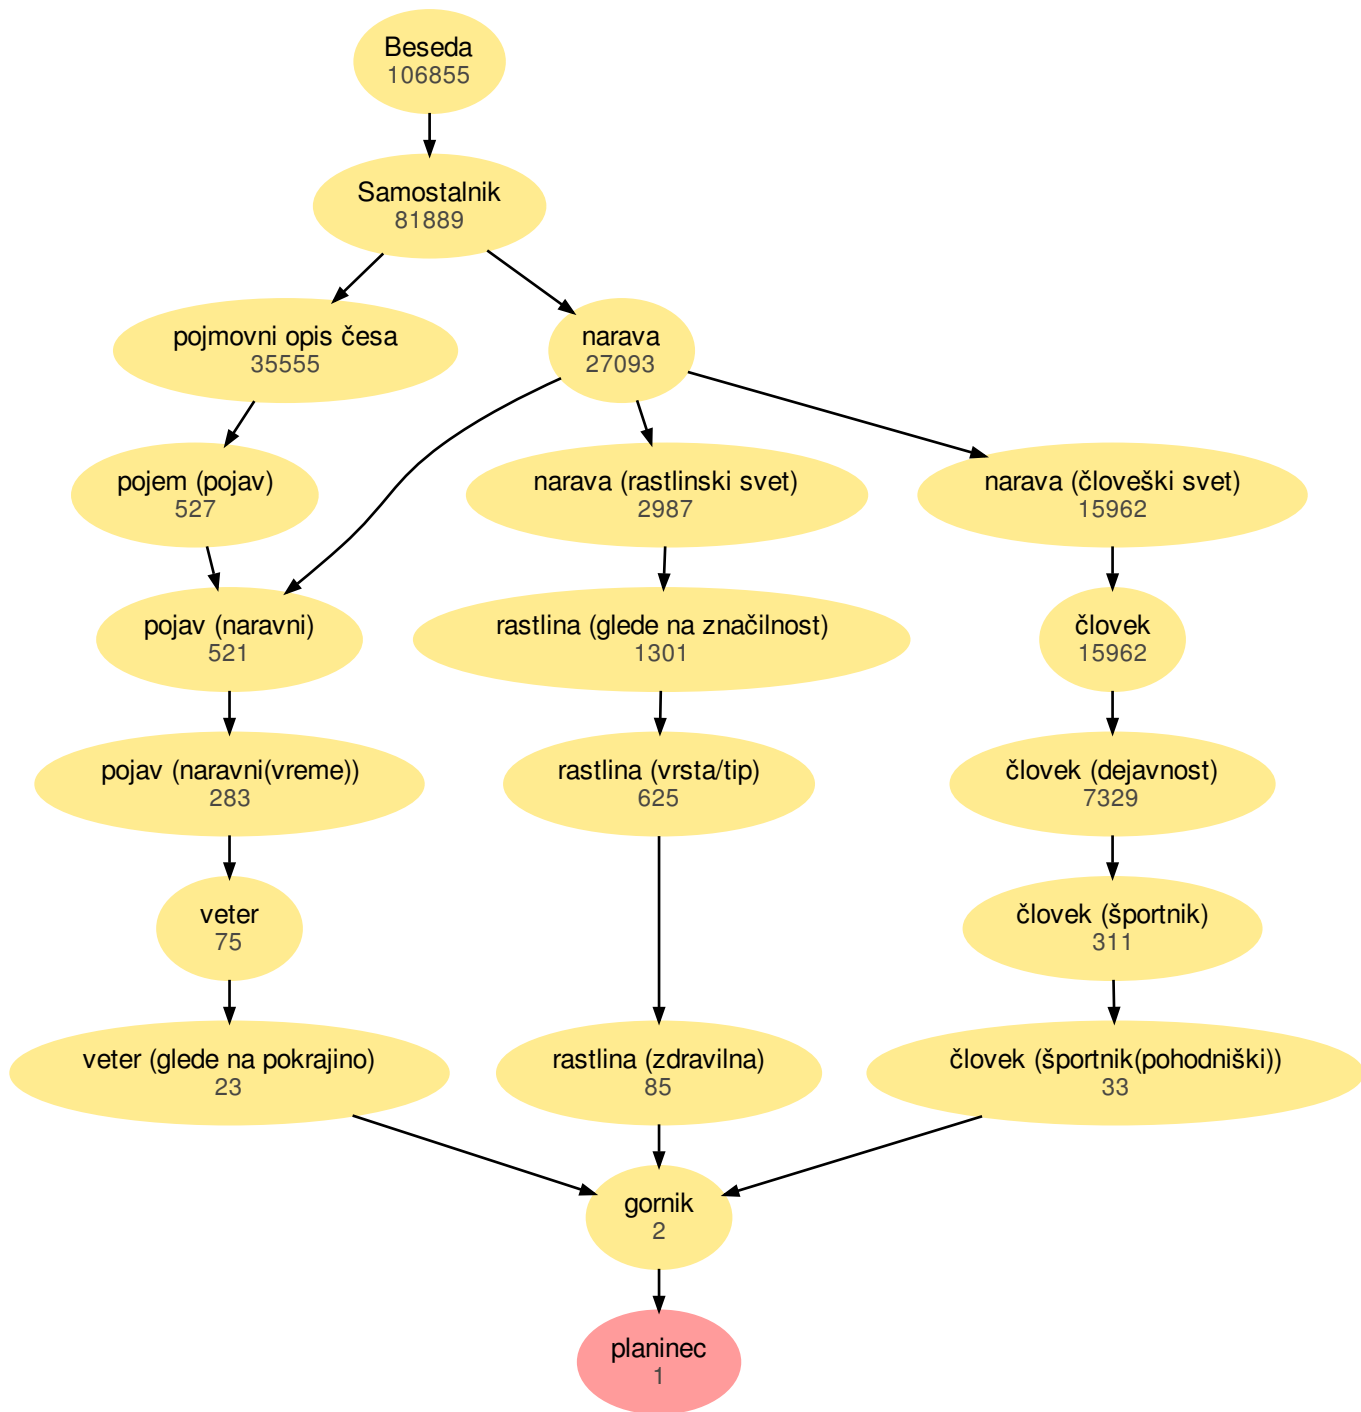 Beseda
106855
Samostalnik
81889
pojmovni opis česa
35555
narava
27093
pojem (pojav)
527
narava (rastlinski svet)
2987
narava (človeški svet)
15962
pojav (naravni)
521
rastlina (glede na značilnost)
1301
človek
15962
pojav (naravni(vreme))
283
rastlina (vrsta/tip)
625
človek (dejavnost)
7329
veter
75
človek (športnik)
311
veter (glede na pokrajino)
23
rastlina (zdravilna)
85
človek (športnik(pohodniški))
33
gornik
2
planinec
1